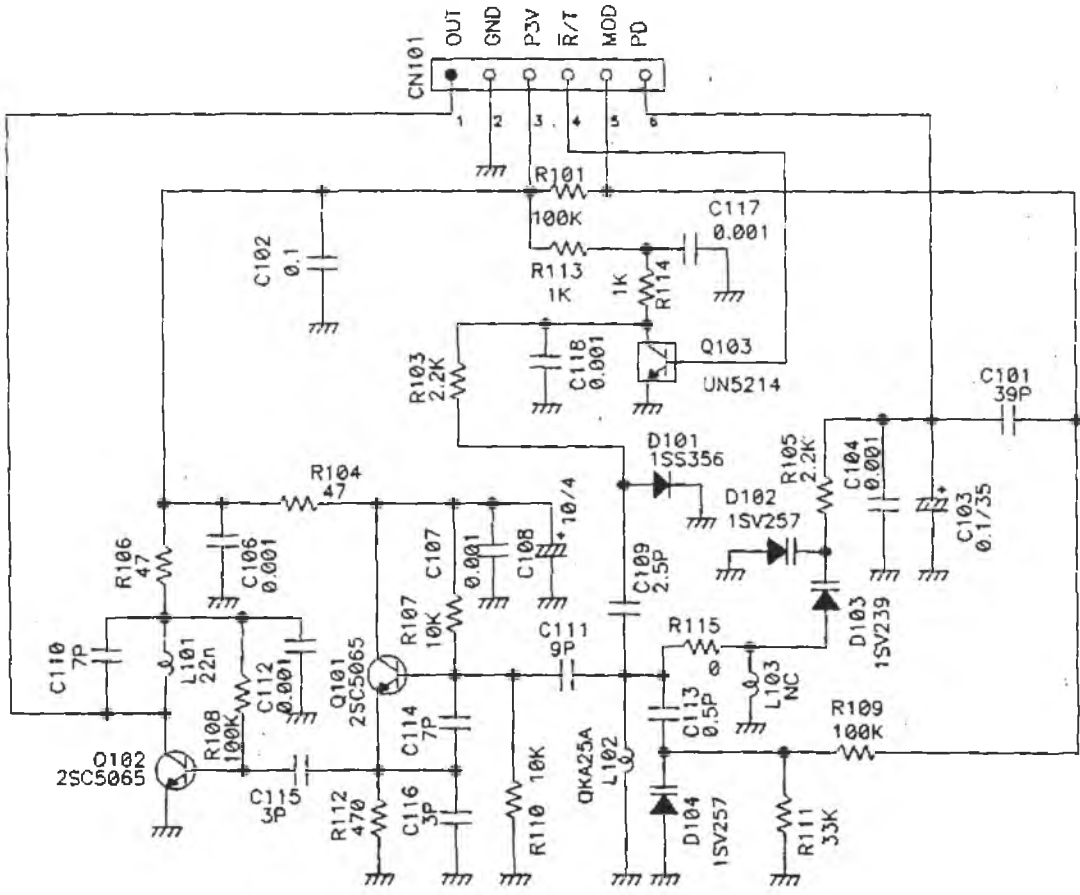 CN101
OUT
GND
P3V
R̅/T
MOD
PD
1
2
3
4
5
6
R101
100K
C117
0.001
R113
1K
1K
R114
C102
0.1
R103
2.2K
C118
0.001
Q103
UN5214
C101
39P
D101
1SS356
R105
2.2K
C104
0.001
+
C103
0.1/35
D102
1SV257
R104
47
R106
47
C106
0.001
C107
0.001
C108
+
10/4
C109
2.5P
D103
1SV239
R107
10K
C111
9P
R115
0
L103
NC
C110
7P
L101
22n
C112
0.001
Q101
2SC5065
C113
0.5P
R109
100K
R108
100K
C114
7P
Q102
2SC5065
C115
3P
R112
470
C116
3P
R110
10K
QKA25A
L102
D104
1SV257
R111
33K